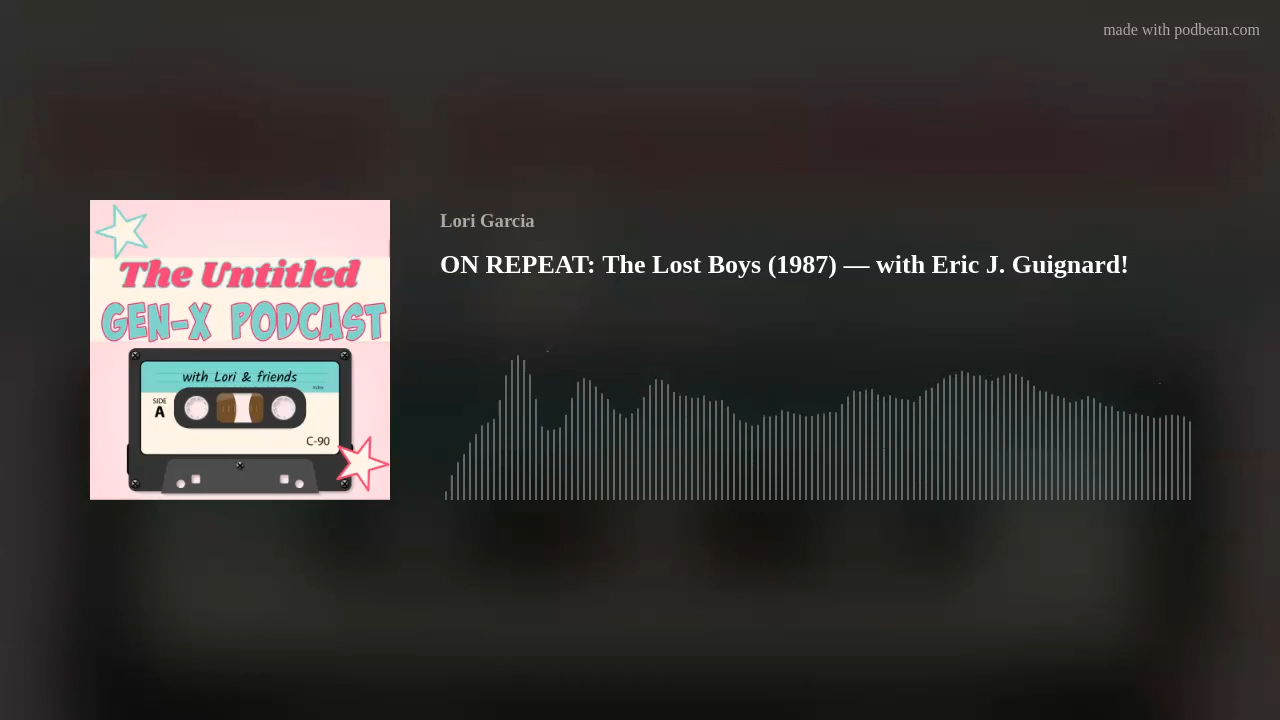 made with podbean.com
The Untitled
GEN-X PODCAST
with Lori & friends
SIDE
A
C-90
Lori Garcia
ON REPEAT: The Lost Boys (1987) — with Eric J. Guignard!